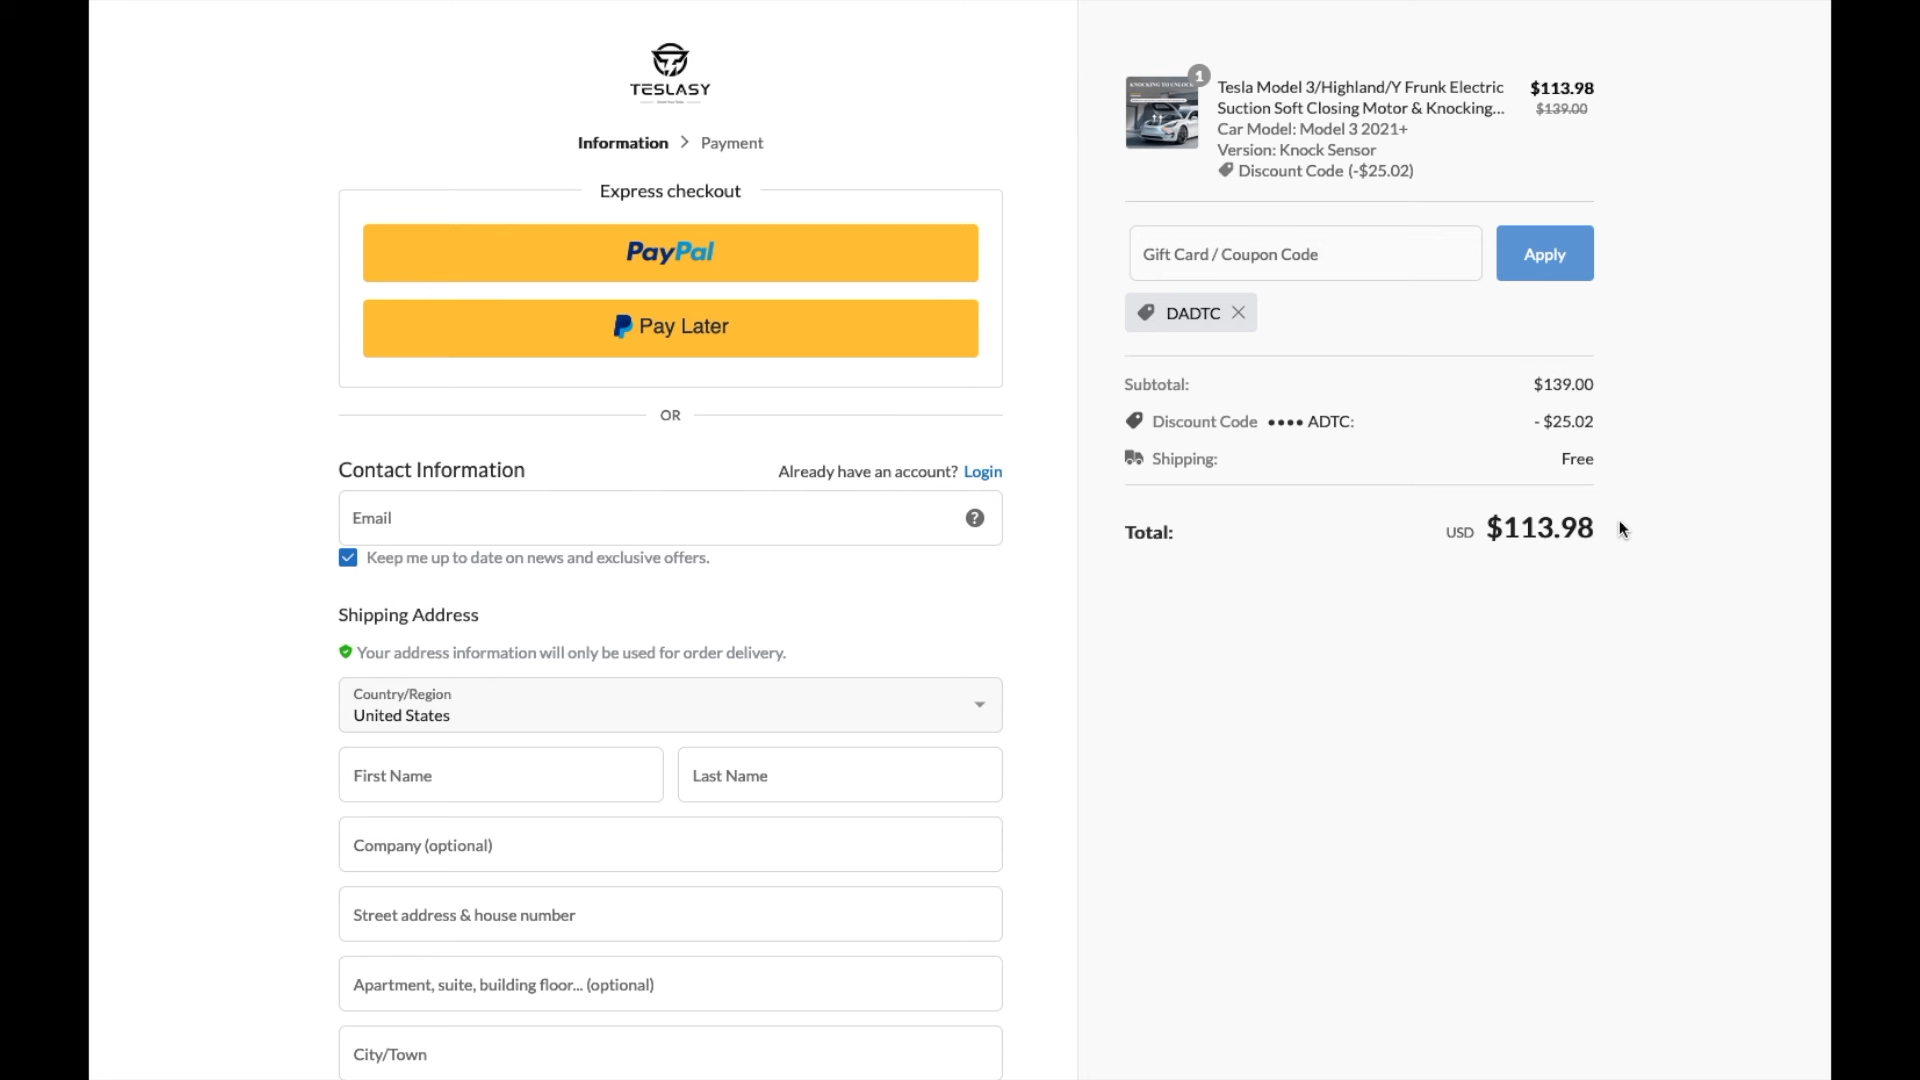 TESLASY
Information > Payment
Express checkout
PayPal
Pay Later
OR
Contact Information
Already have an account? Login
Email
?
Keep me up to date on news and exclusive offers.
Shipping Address
Your address information will only be used for order delivery.
Country/Region
United States
First Name
Last Name
Company (optional)
Street address & house number
Apartment, suite, building floor... (optional)
City/Town
KNOCKING TO UNLOCK
1
Tesla Model 3/Highland/Y Frunk Electric
Suction Soft Closing Motor & Knocking...
Car Model: Model 3 2021+
Version: Knock Sensor
Discount Code (-$25.02)
$113.98
$139.00
Gift Card / Coupon Code
Apply
DADTC
Subtotal: $139.00
Discount Code •••• ADTC: - $25.02
Shipping: Free
Total: USD $113.98